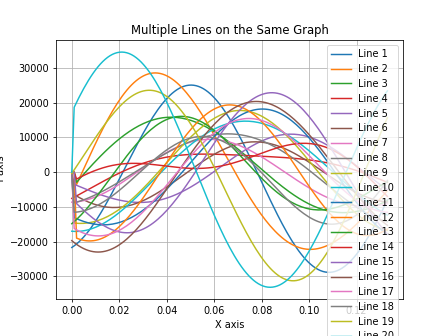 Multiple Lines on the Same Graph
30000
20000
10000
0
−10000
−20000
−30000
axis
0.00
0.02
0.04
0.06
0.08
0.10
X axis
Line 1
Line 2
Line 3
Line 4
Line 5
Line 6
Line 7
Line 8
Line 9
Line 10
Line 11
Line 12
Line 13
Line 14
Line 15
Line 16
Line 17
Line 18
Line 19
Line 20